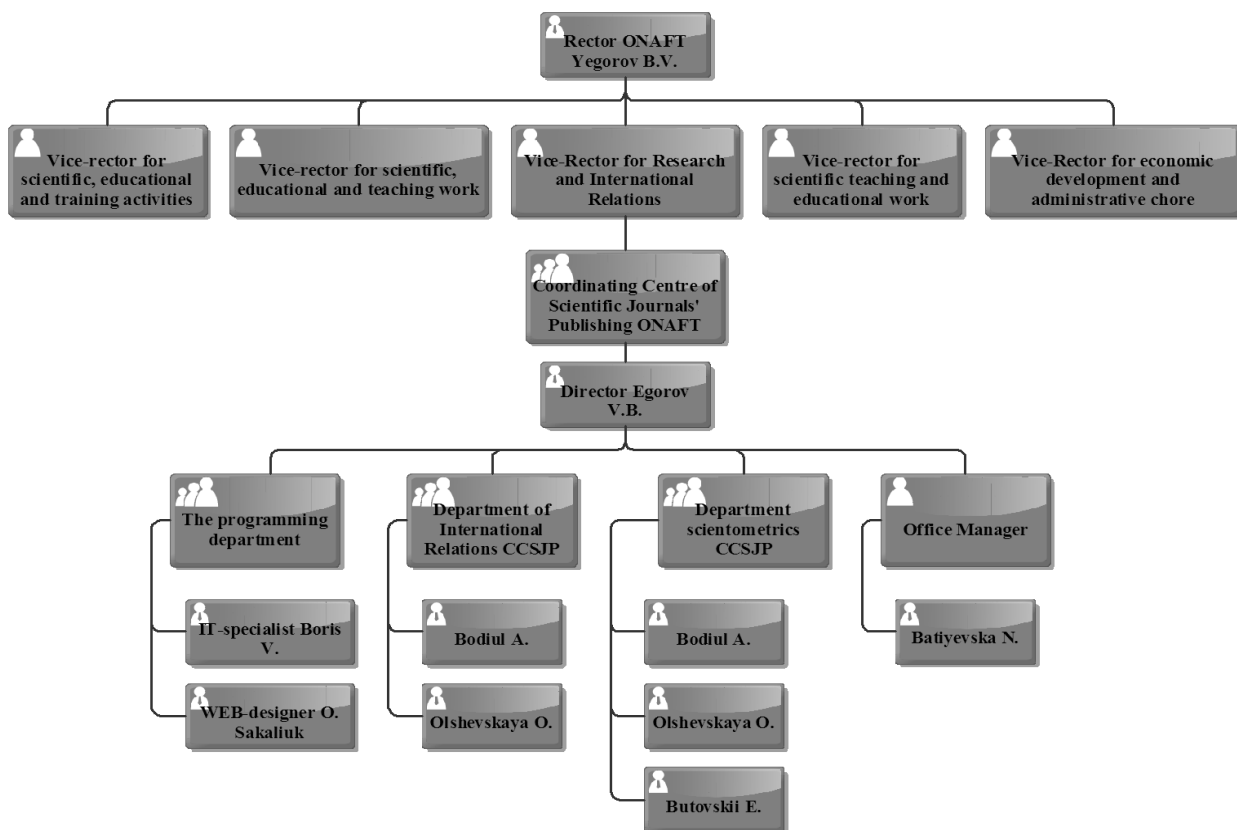 Rector ONAFT
Yegorov B.V.
Vice-rector for
scientific, educational
and training activities
Vice-rector for scientific,
educational and teaching work
Vice-Rector for Research
and International
Relations
Vice-rector for
scientific teaching and
educational work
Vice-Rector for economic
development and
administrative chore
Coordinating Centre of
Scientific Journals'
Publishing ONAFT
Director Egorov
V.B.
The programming
department
Department of
International
Relations CCSJP
Department
scientometrics
CCSJP
Office Manager
IT-specialist Boris
V.
Bodiul A.
Bodiul A.
Batiyevska N.
WEB-designer O.
Sakaliuk
Olshevskaya O.
Olshevskaya O.
Butovskii E.